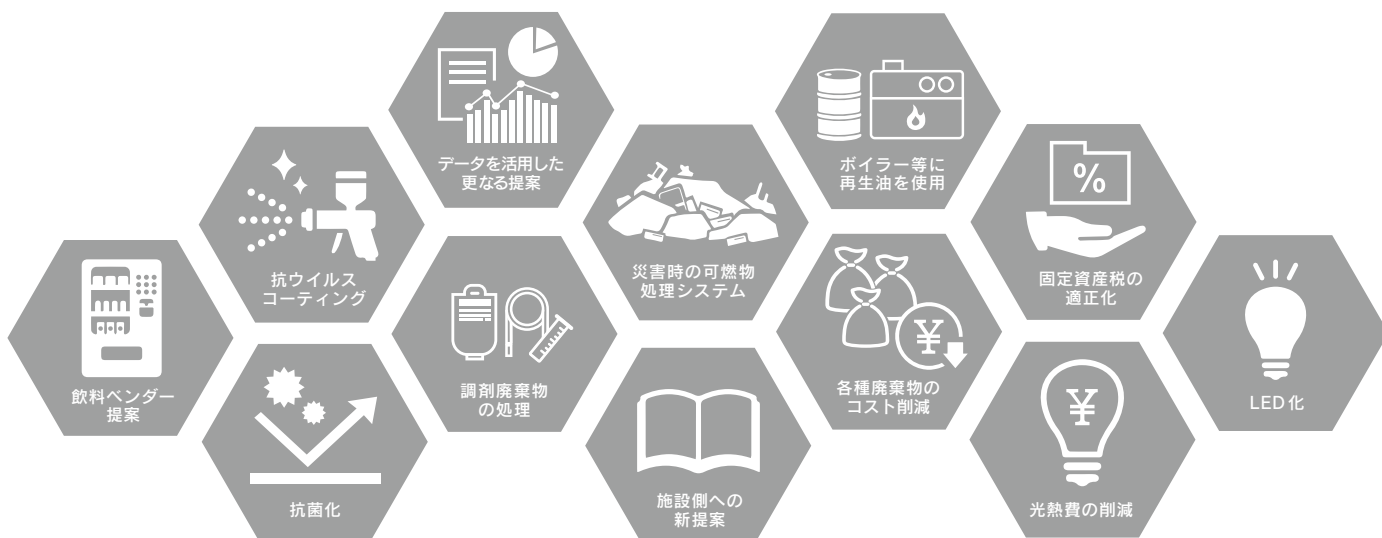 データを活用した
更なる提案
ボイラー等に
再生油を使用
抗ウイルス
コーティング
災害時の可燃物
処理システム
%
固定資産税の
適正化
飲料ベンダー
提案
調剤廃棄物
の処理
¥
各種廃棄物の
コスト削減
LED化
抗菌化
施設側への
新提案
¥
光熱費の削減